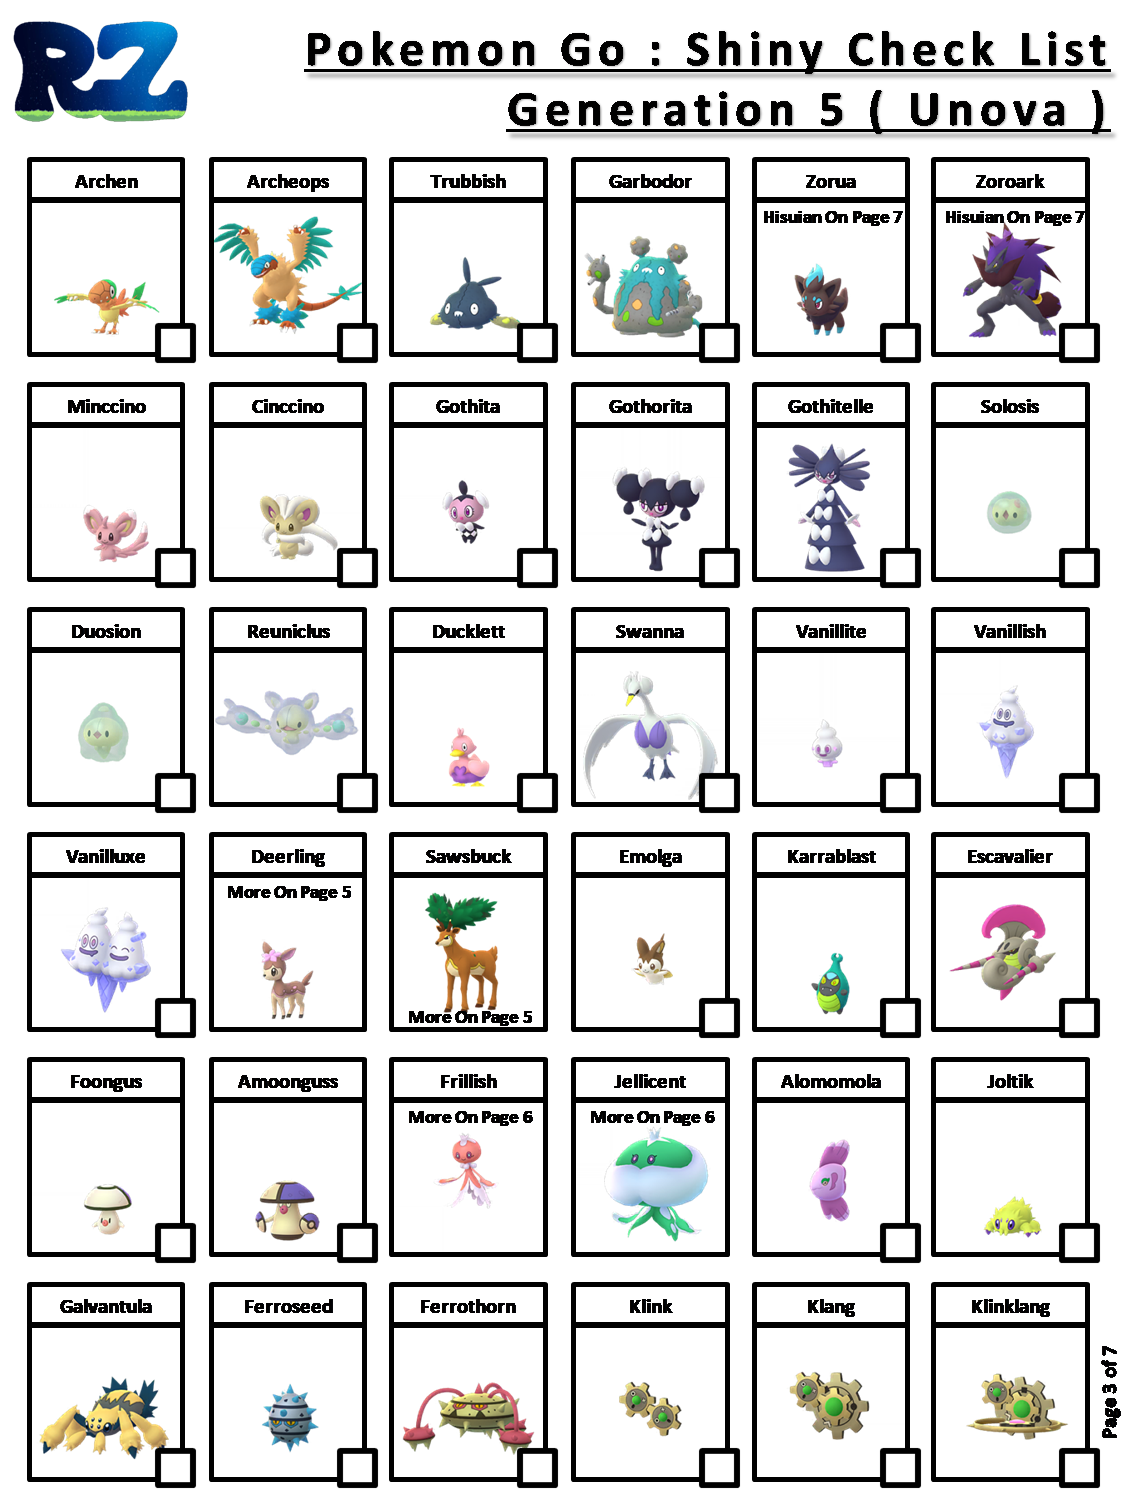 RZ
Pokemon Go : Shiny Check List
Generation 5 ( Unova )
Archen
Archeops
Trubbish
Garbodor
Zorua
Zoroark
Hisuian On Page 7
Hisuian On Page 7
Minccino
Cinccino
Gothita
Gothorita
Gothitelle
Solosis
Duosion
Reuniclus
Ducklett
Swanna
Vanillite
Vanillish
Vanilluxe
Deerling
Sawsbuck
Emolga
Karrablast
Escavalier
More On Page 5
More On Page 5
Foongus
Amoonguss
Frillish
Jellicent
Alomomola
Joltik
More On Page 6
More On Page 6
Galvantula
Ferroseed
Ferrothorn
Klink
Klang
Klinklang
Page 3 of 7